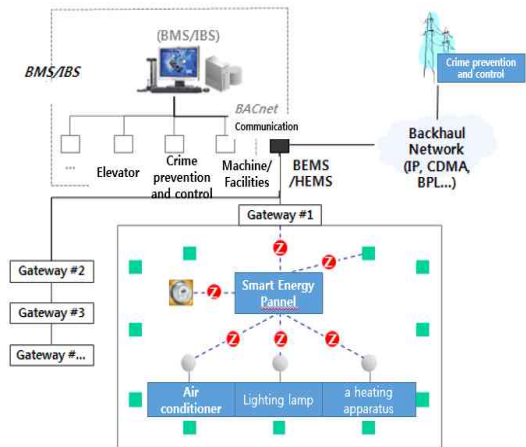 (BMS/IBS)
BMS/IBS
BACnet
Communication
...
Elevator
Crime
prevention
and control
Machine/
Facilities
BEMS
/HEMS
Crime prevention
and control
Backhaul
Network
(IP, CDMA,
BPL...)
Gateway #1
Gateway #2
Gateway #3
Gateway #...
Z
Z
Z
Smart Energy
Pannel
Z
Z
Z
Air
conditioner
Lighting lamp
a heating
apparatus